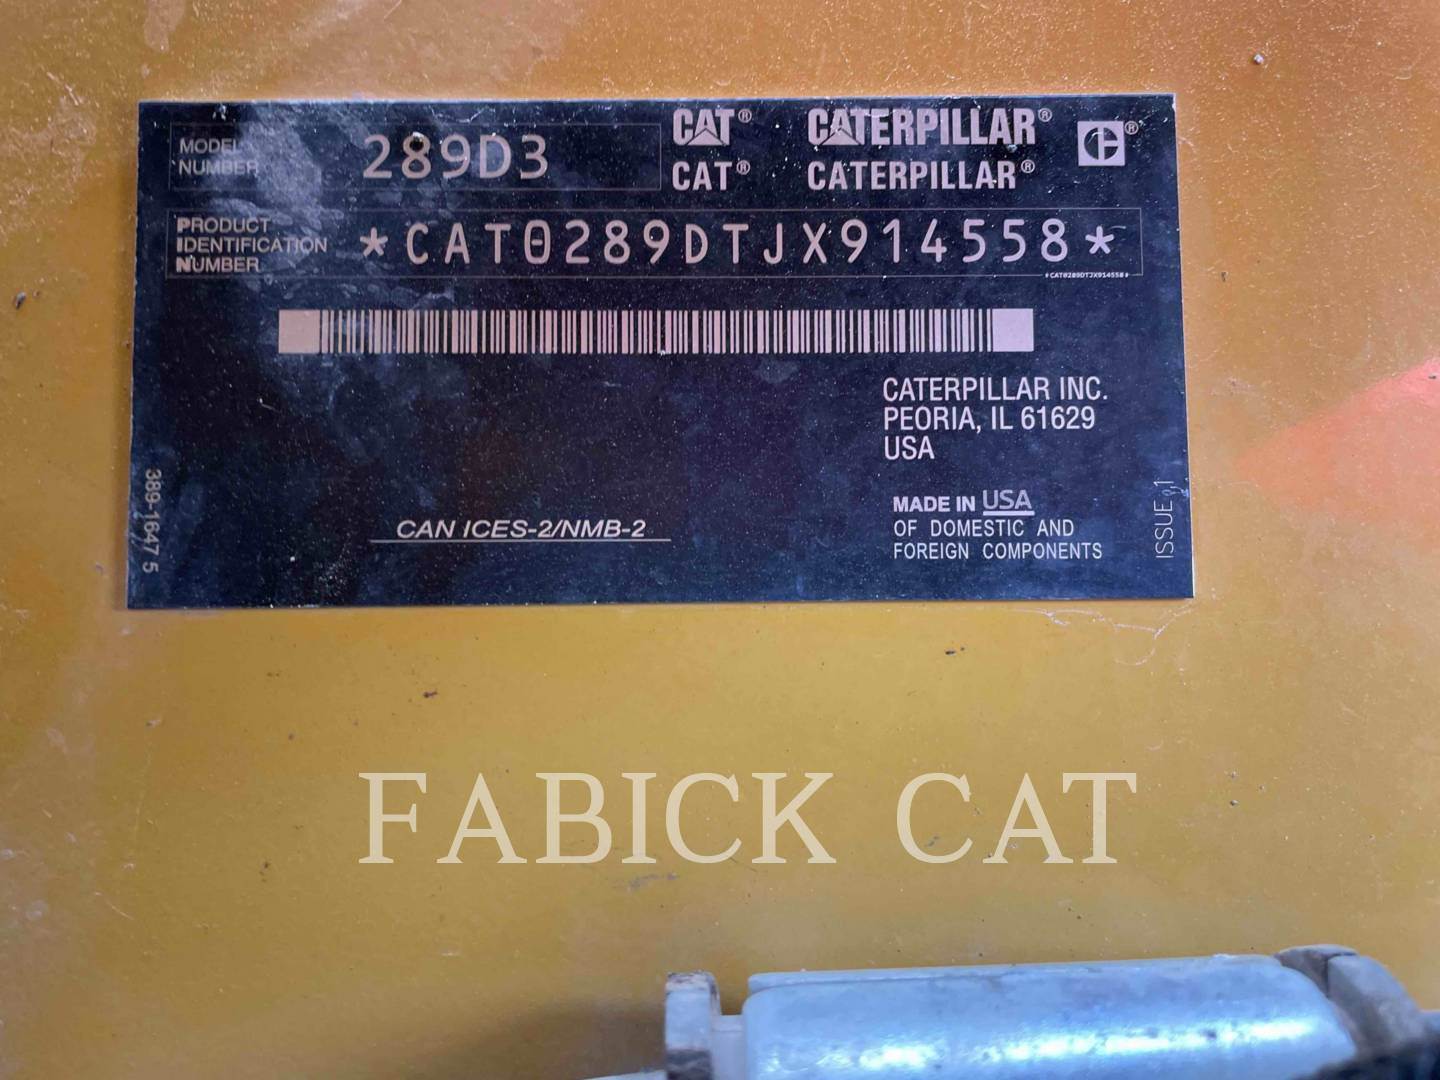 MODEL NUMBER 289D3
CAT® CATERPILLAR®
CAT® CATERPILLAR®
PRODUCT IDENTIFICATION NUMBER *CAT0289DTJX914558*
*CAT0289DTJX914558*
CATERPILLAR INC.
PEORIA, IL 61629
USA
MADE IN USA
OF DOMESTIC AND
FOREIGN COMPONENTS
CAN ICES-2/NMB-2
389-1647 5
ISSUE 1
FABICK CAT